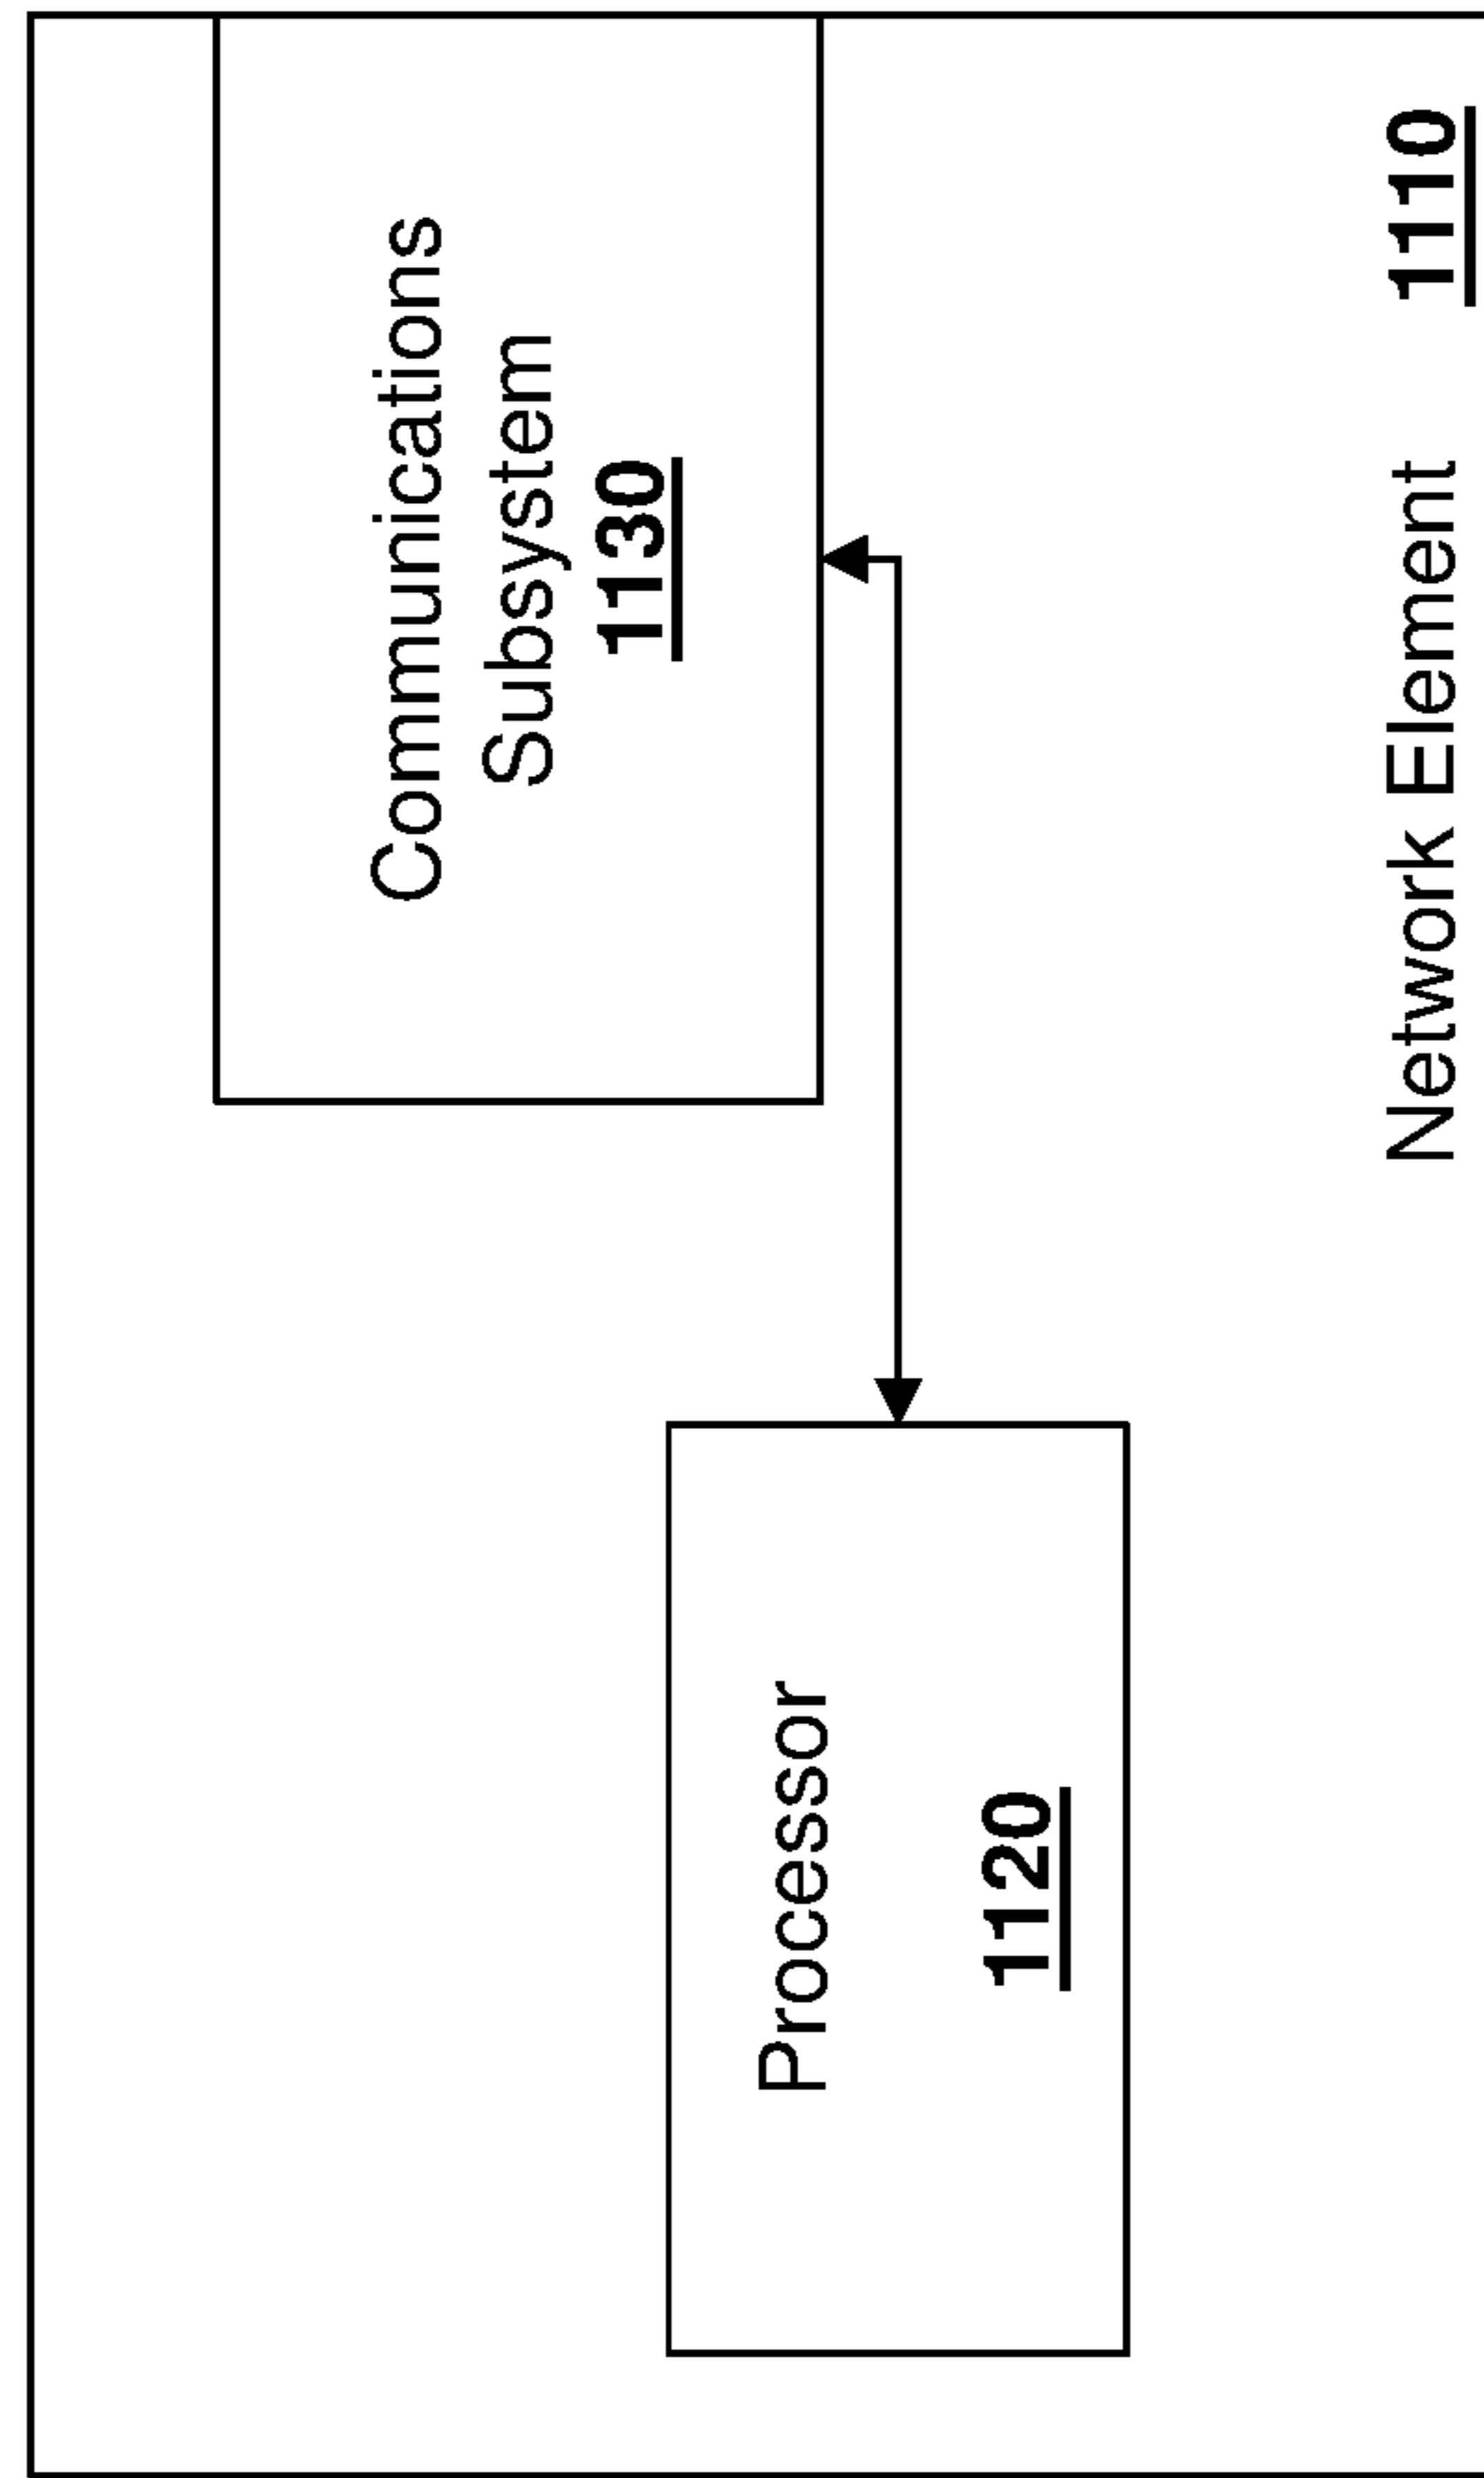 Communications
Subsystem
1130
Processor
1120
Network Element 1110